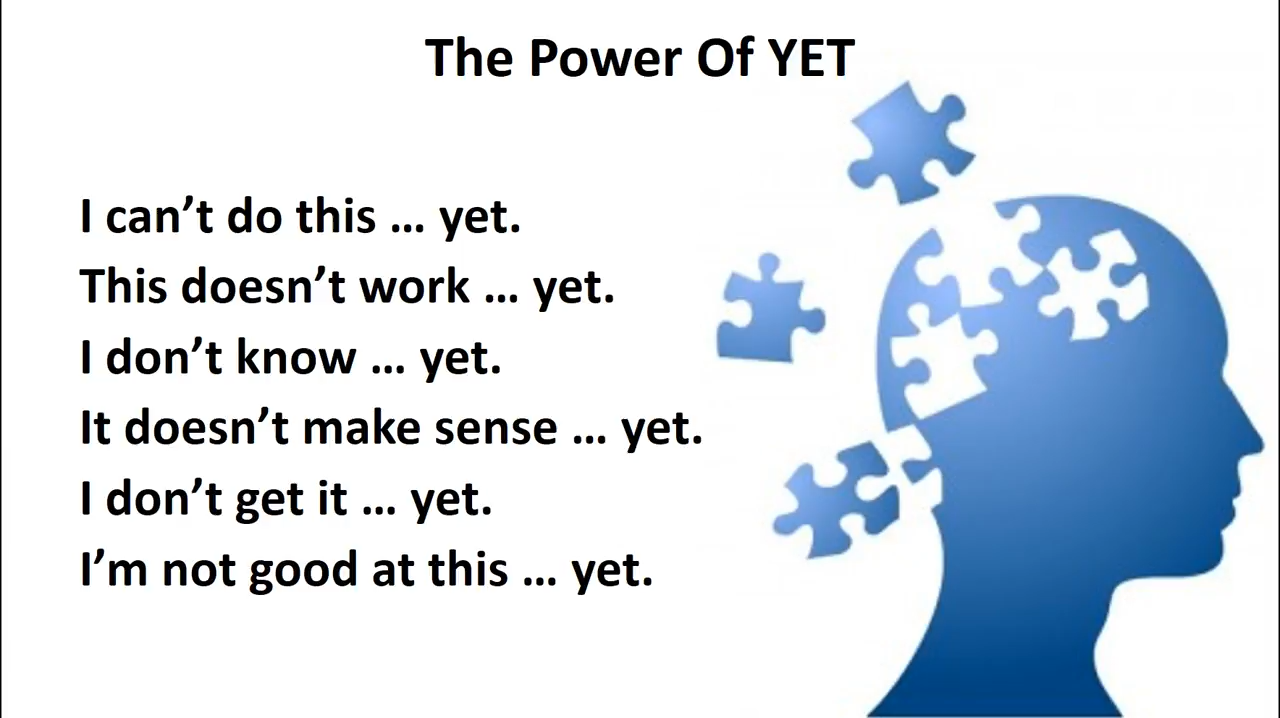 The Power Of YET
I can’t do this … yet.
This doesn’t work … yet.
I don’t know … yet.
It doesn’t make sense … yet.
I don’t get it … yet.
I’m not good at this … yet.